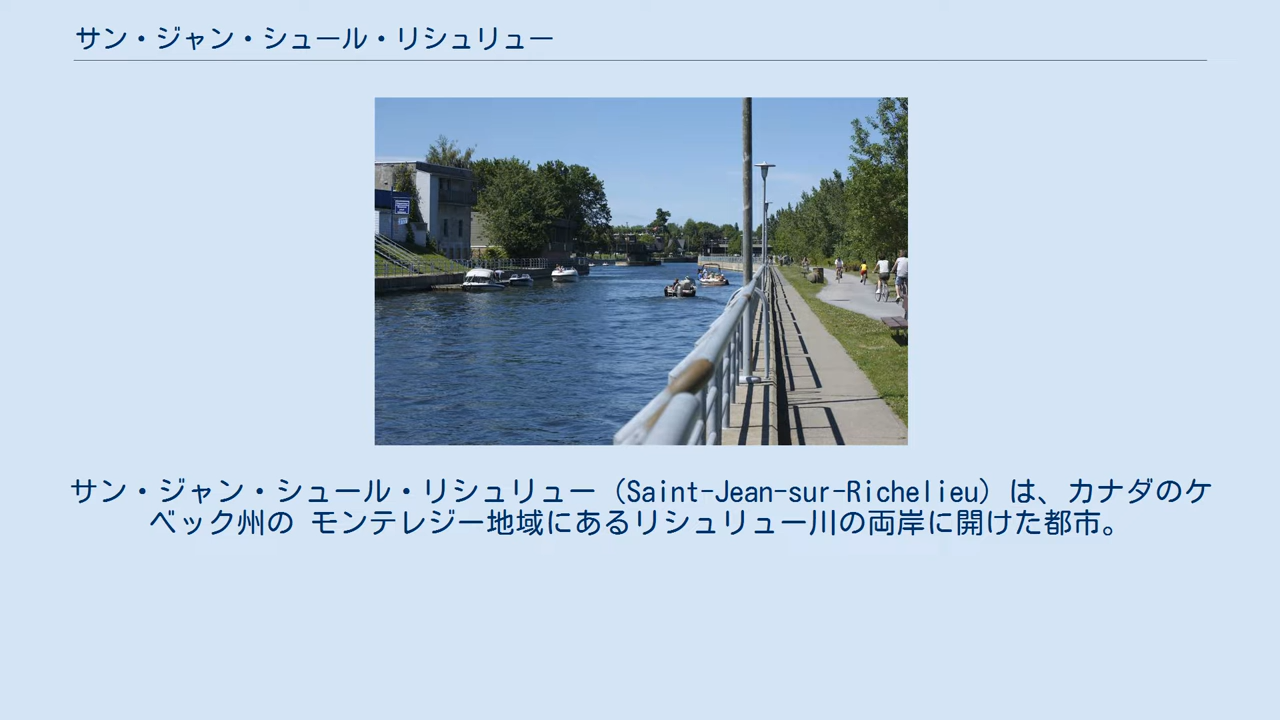 サン・ジャン・シュール・リシュリュー
サン・ジャン・シュール・リシュリュー (Saint-Jean-sur-Richelieu) は、カナダのケ
ベック州の モンテレジー地域にあるリシュリュー川の両岸に開けた都市。